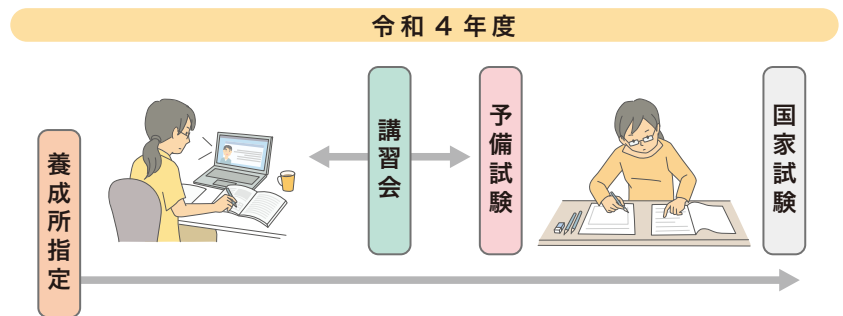 令和 4 年度
養成所指定
講習会
予備試験
国家試験